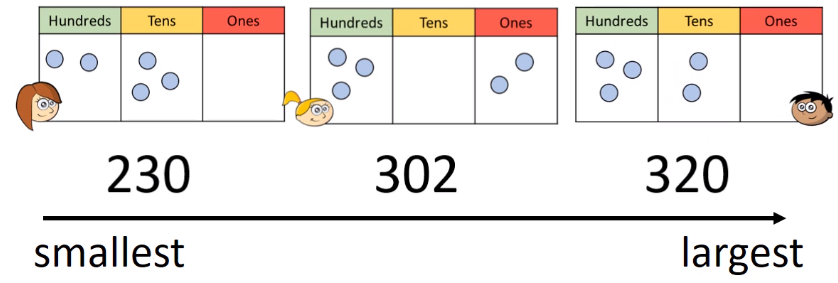 Hundreds Tens Ones
Hundreds Tens Ones
Hundreds Tens Ones
230 302 320
smallest largest